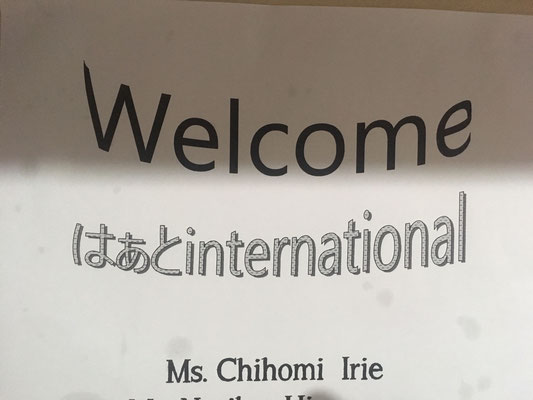 Welcome
はぁとinternational
Ms. Chihomi Irie